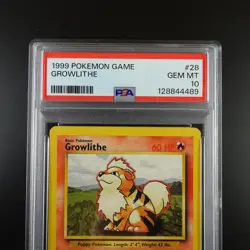 1999 POKEMON GAME #28
GROWLITHE GEM MT
10
PSA 128844489
Basic Pokémon
Growlithe 60 HP
Puppy Pokémon. Length: 2' 4", Weight: 42 lbs.